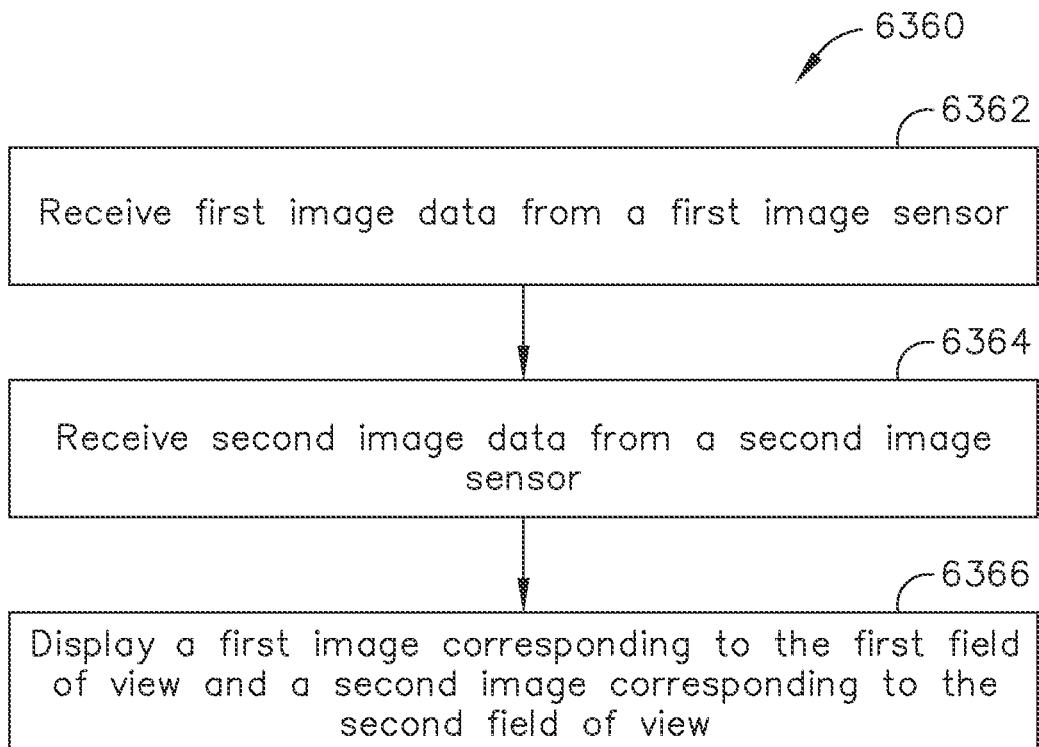 6360
6362
Receive first image data from a first image sensor
6364
Receive second image data from a second image
sensor
6366
Display a first image corresponding to the first field
of view and a second image corresponding to the
second field of view